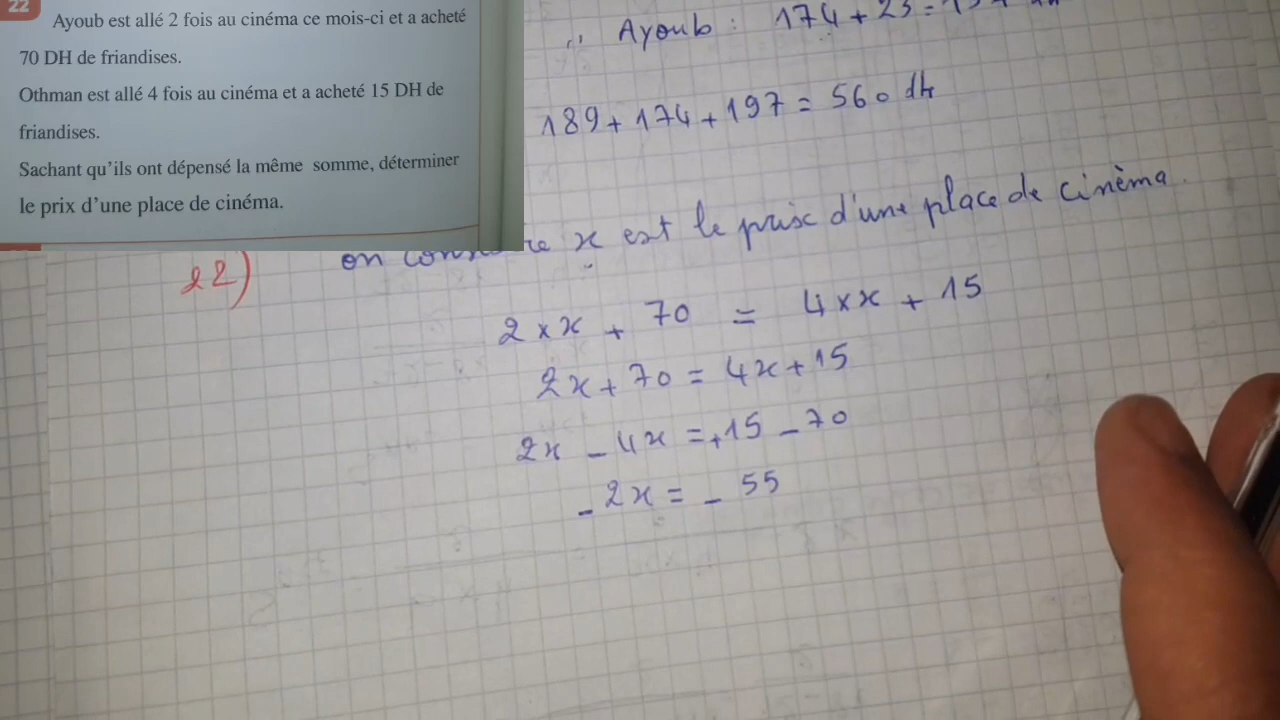 22
Ayoub est allé 2 fois au cinéma ce mois-ci et a acheté
70 DH de friandises.
Othman est allé 4 fois au cinéma et a acheté 15 DH de
friandises.
Sachant qu'ils ont dépensé la même somme, déterminer
le prix d'une place de cinéma.
Ayoub : 174 + 23 =
189 + 174 + 197 = 560 dh
22) on x est le prix d'une place de cinèma.
2 × x + 70 = 4 × x + 15
2x + 70 = 4x + 15
2x - 4x = +15 - 70
- 2x = - 55